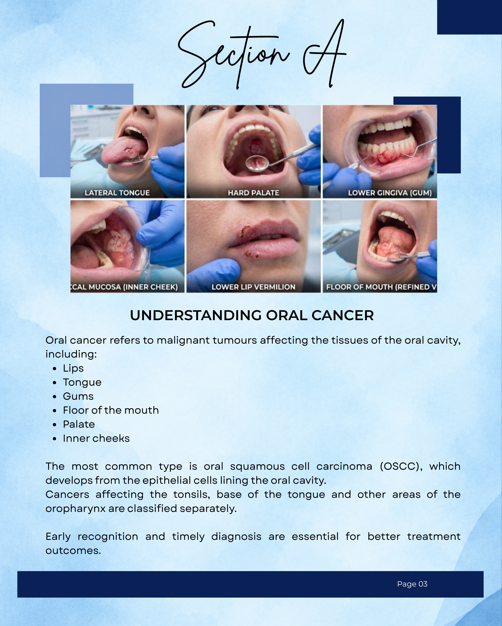 Section A
LATERAL TONGUE
HARD PALATE
LOWER GINGIVA (GUM)
CCAL MUCOSA (INNER CHEEK)
LOWER LIP VERMILION
FLOOR OF MOUTH (REFINED V
UNDERSTANDING ORAL CANCER
Oral cancer refers to malignant tumours affecting the tissues of the oral cavity,
including:
• Lips
• Tongue
• Gums
• Floor of the mouth
• Palate
• Inner cheeks
The most common type is oral squamous cell carcinoma (OSCC), which
develops from the epithelial cells lining the oral cavity.
Cancers affecting the tonsils, base of the tongue and other areas of the
oropharynx are classified separately.
Early recognition and timely diagnosis are essential for better treatment
outcomes.
Page 03